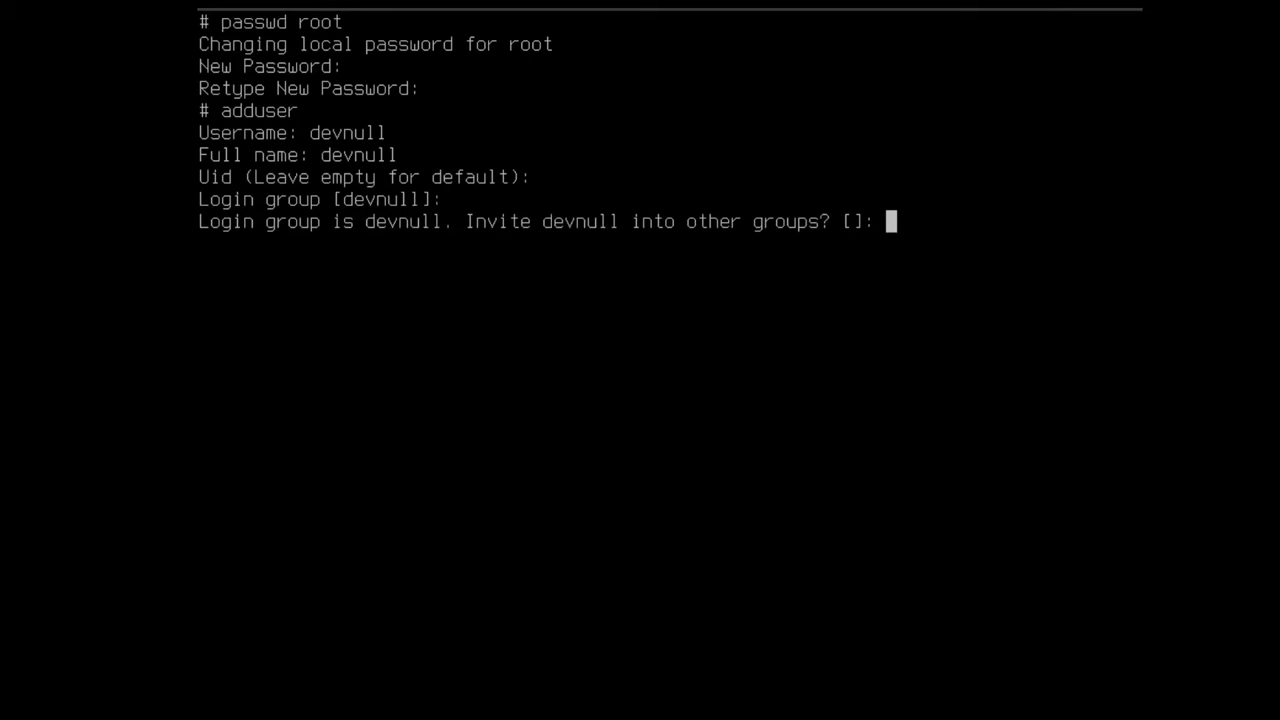 # passwd root
Changing local password for root
New Password:
Retype New Password:
# adduser
Username: devnull
Full name: devnull
Uid (Leave empty for default):
Login group [devnull]:
Login group is devnull. Invite devnull into other groups? []: